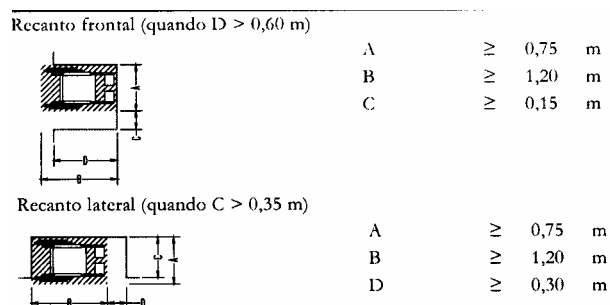 Recanto frontal (quando D > 0,60 m)
A ≥ 0,75 m
B ≥ 1,20 m
C ≥ 0,15 m
A
C
D
B
Recanto lateral (quando C > 0,35 m)
A ≥ 0,75 m
B ≥ 1,20 m
D ≥ 0,30 m
C
A
B
D